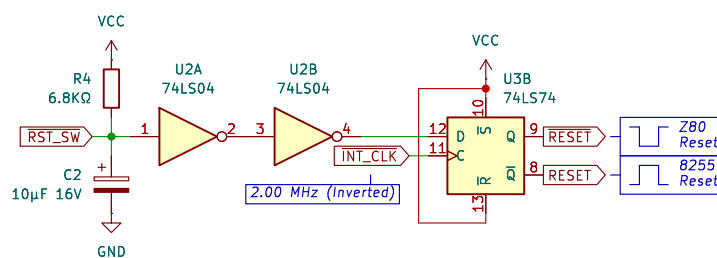 VCC
R4
6.8KΩ
RST_SW
C2
10µF 16V
+
GND
U2A
74LS04
1
2
U2B
74LS04
3
4
INT_CLK
2.00 MHz (Inverted)
VCC
U3B
74LS74
10
12
11
13
D
C
S
R
Q
Q
9
8
RESET
RESET
Z80
Reset
8255
Reset